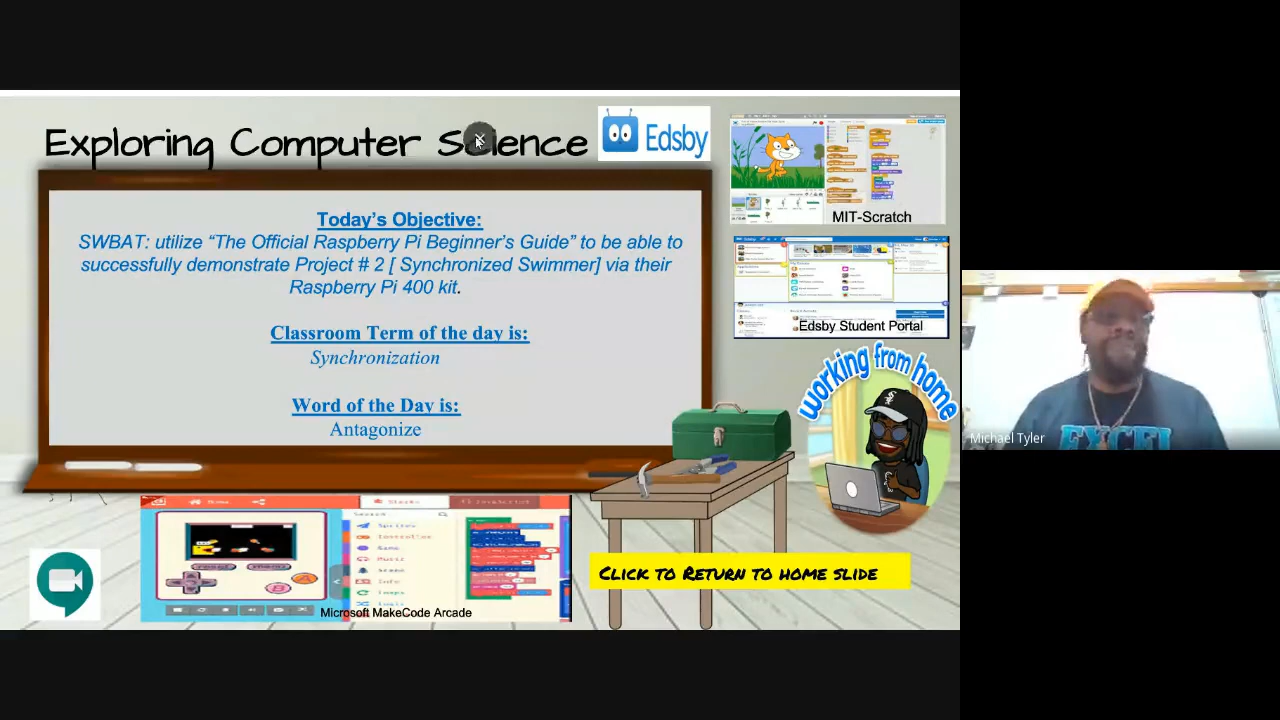 Exploring Computer Science
Edsby
MIT-Scratch
Today's Objective:
SWBAT: utilize “The Official Raspberry Pi Beginner's Guide” to be able to
successfully demonstrate Project # 2 [ Synchronized Swimmer] via their
Raspberry Pi 400 kit.
Edsby Student Portal
Classroom Term of the day is:
Synchronization
working from home
Word of the Day is:
Antagonize
Michael Tyler
EXCEL
Click to Return to home slide
Microsoft MakeCode Arcade